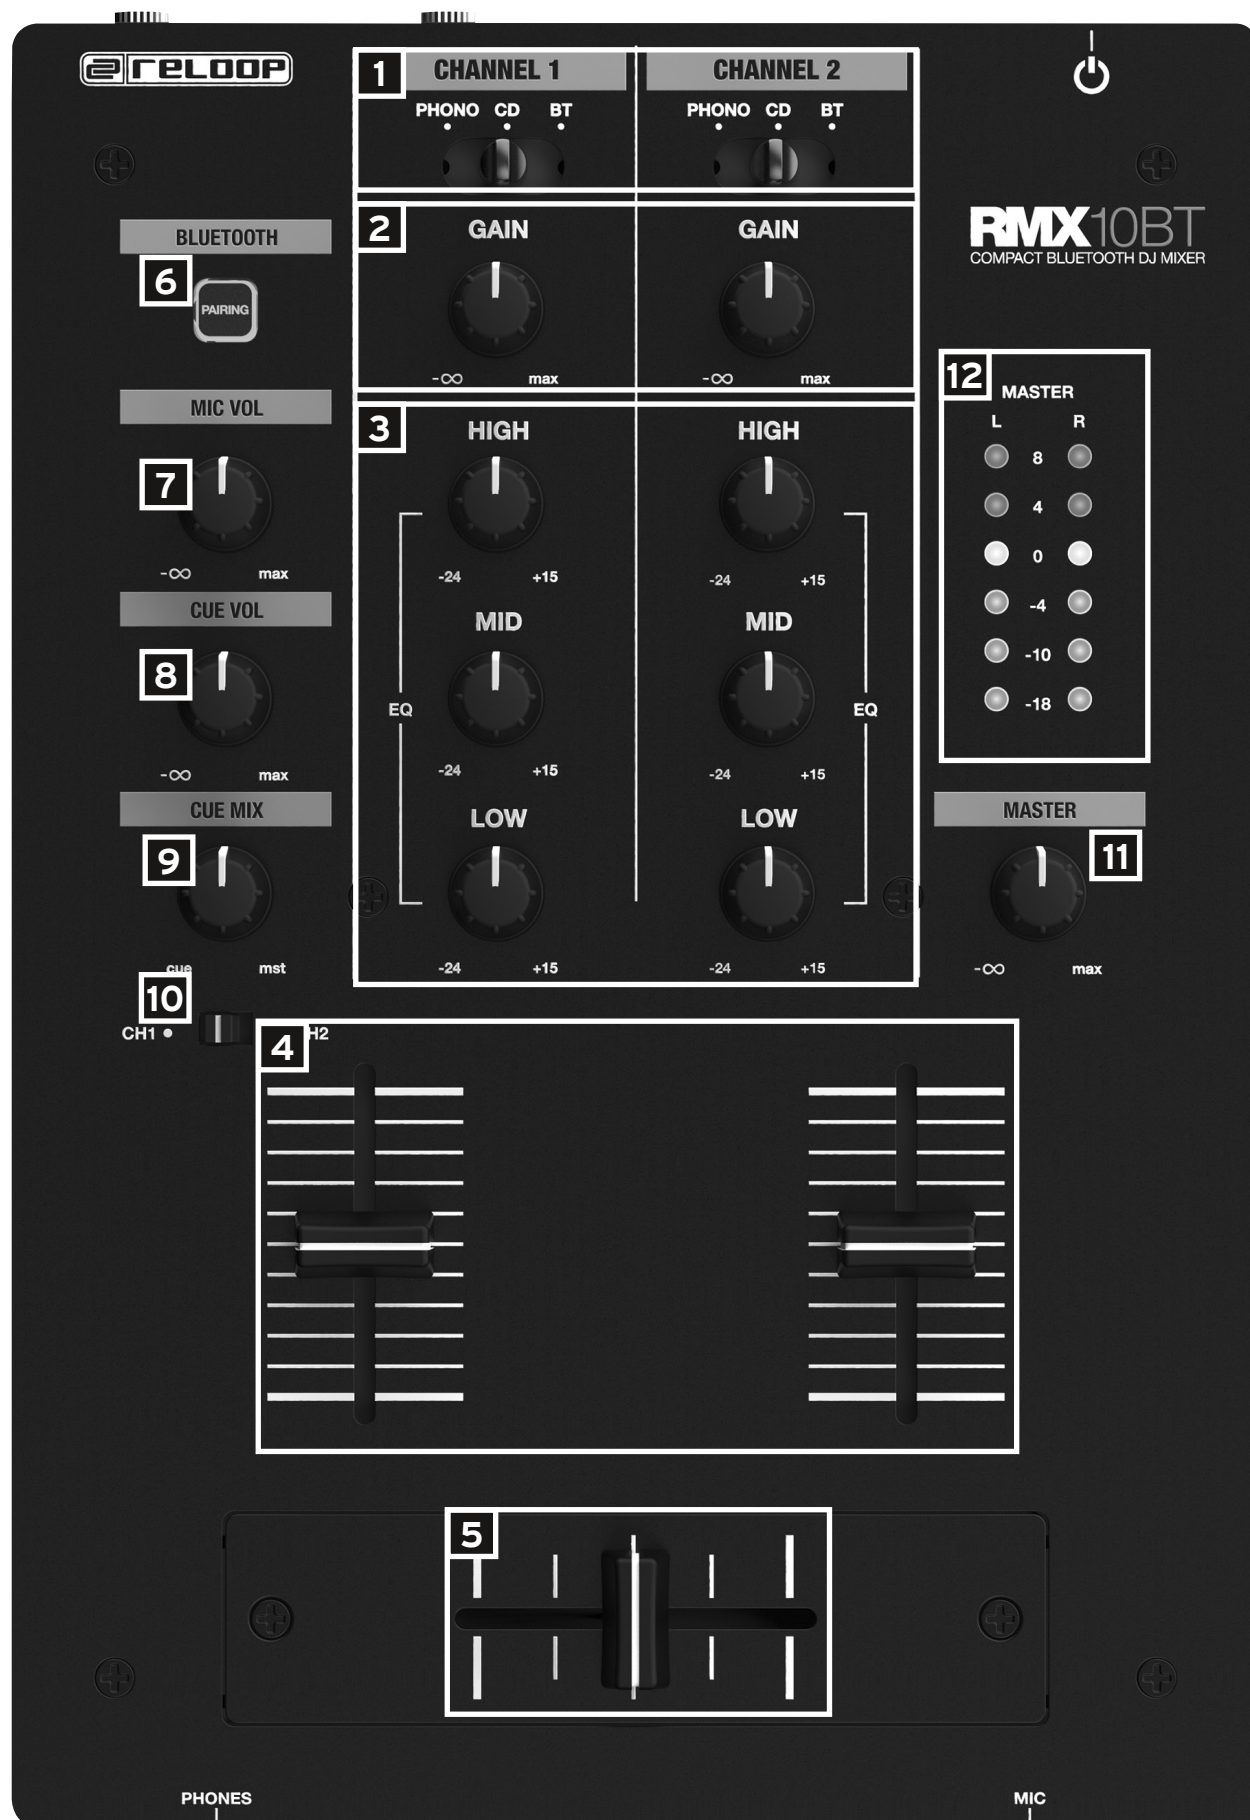 RELOOP
1 CHANNEL 1 CHANNEL 2
PHONO CD BT PHONO CD BT
RMX10BT
COMPACT BLUETOOTH DJ MIXER
2 GAIN GAIN
-∞ max -∞ max
BLUETOOTH
6
PAIRING
MIC VOL
7
-∞ max
CUE VOL
8
-∞ max
CUE MIX
9
cue mst
10
CH1 H2
3 HIGH HIGH
-24 +15 -24 +15
MID MID
EQ EQ
-24 +15 -24 +15
LOW LOW
-24 +15 -24 +15
12
MASTER
L R
8
4
0
-4
-10
-18
MASTER
11
-∞ max
4
5
PHONES MIC